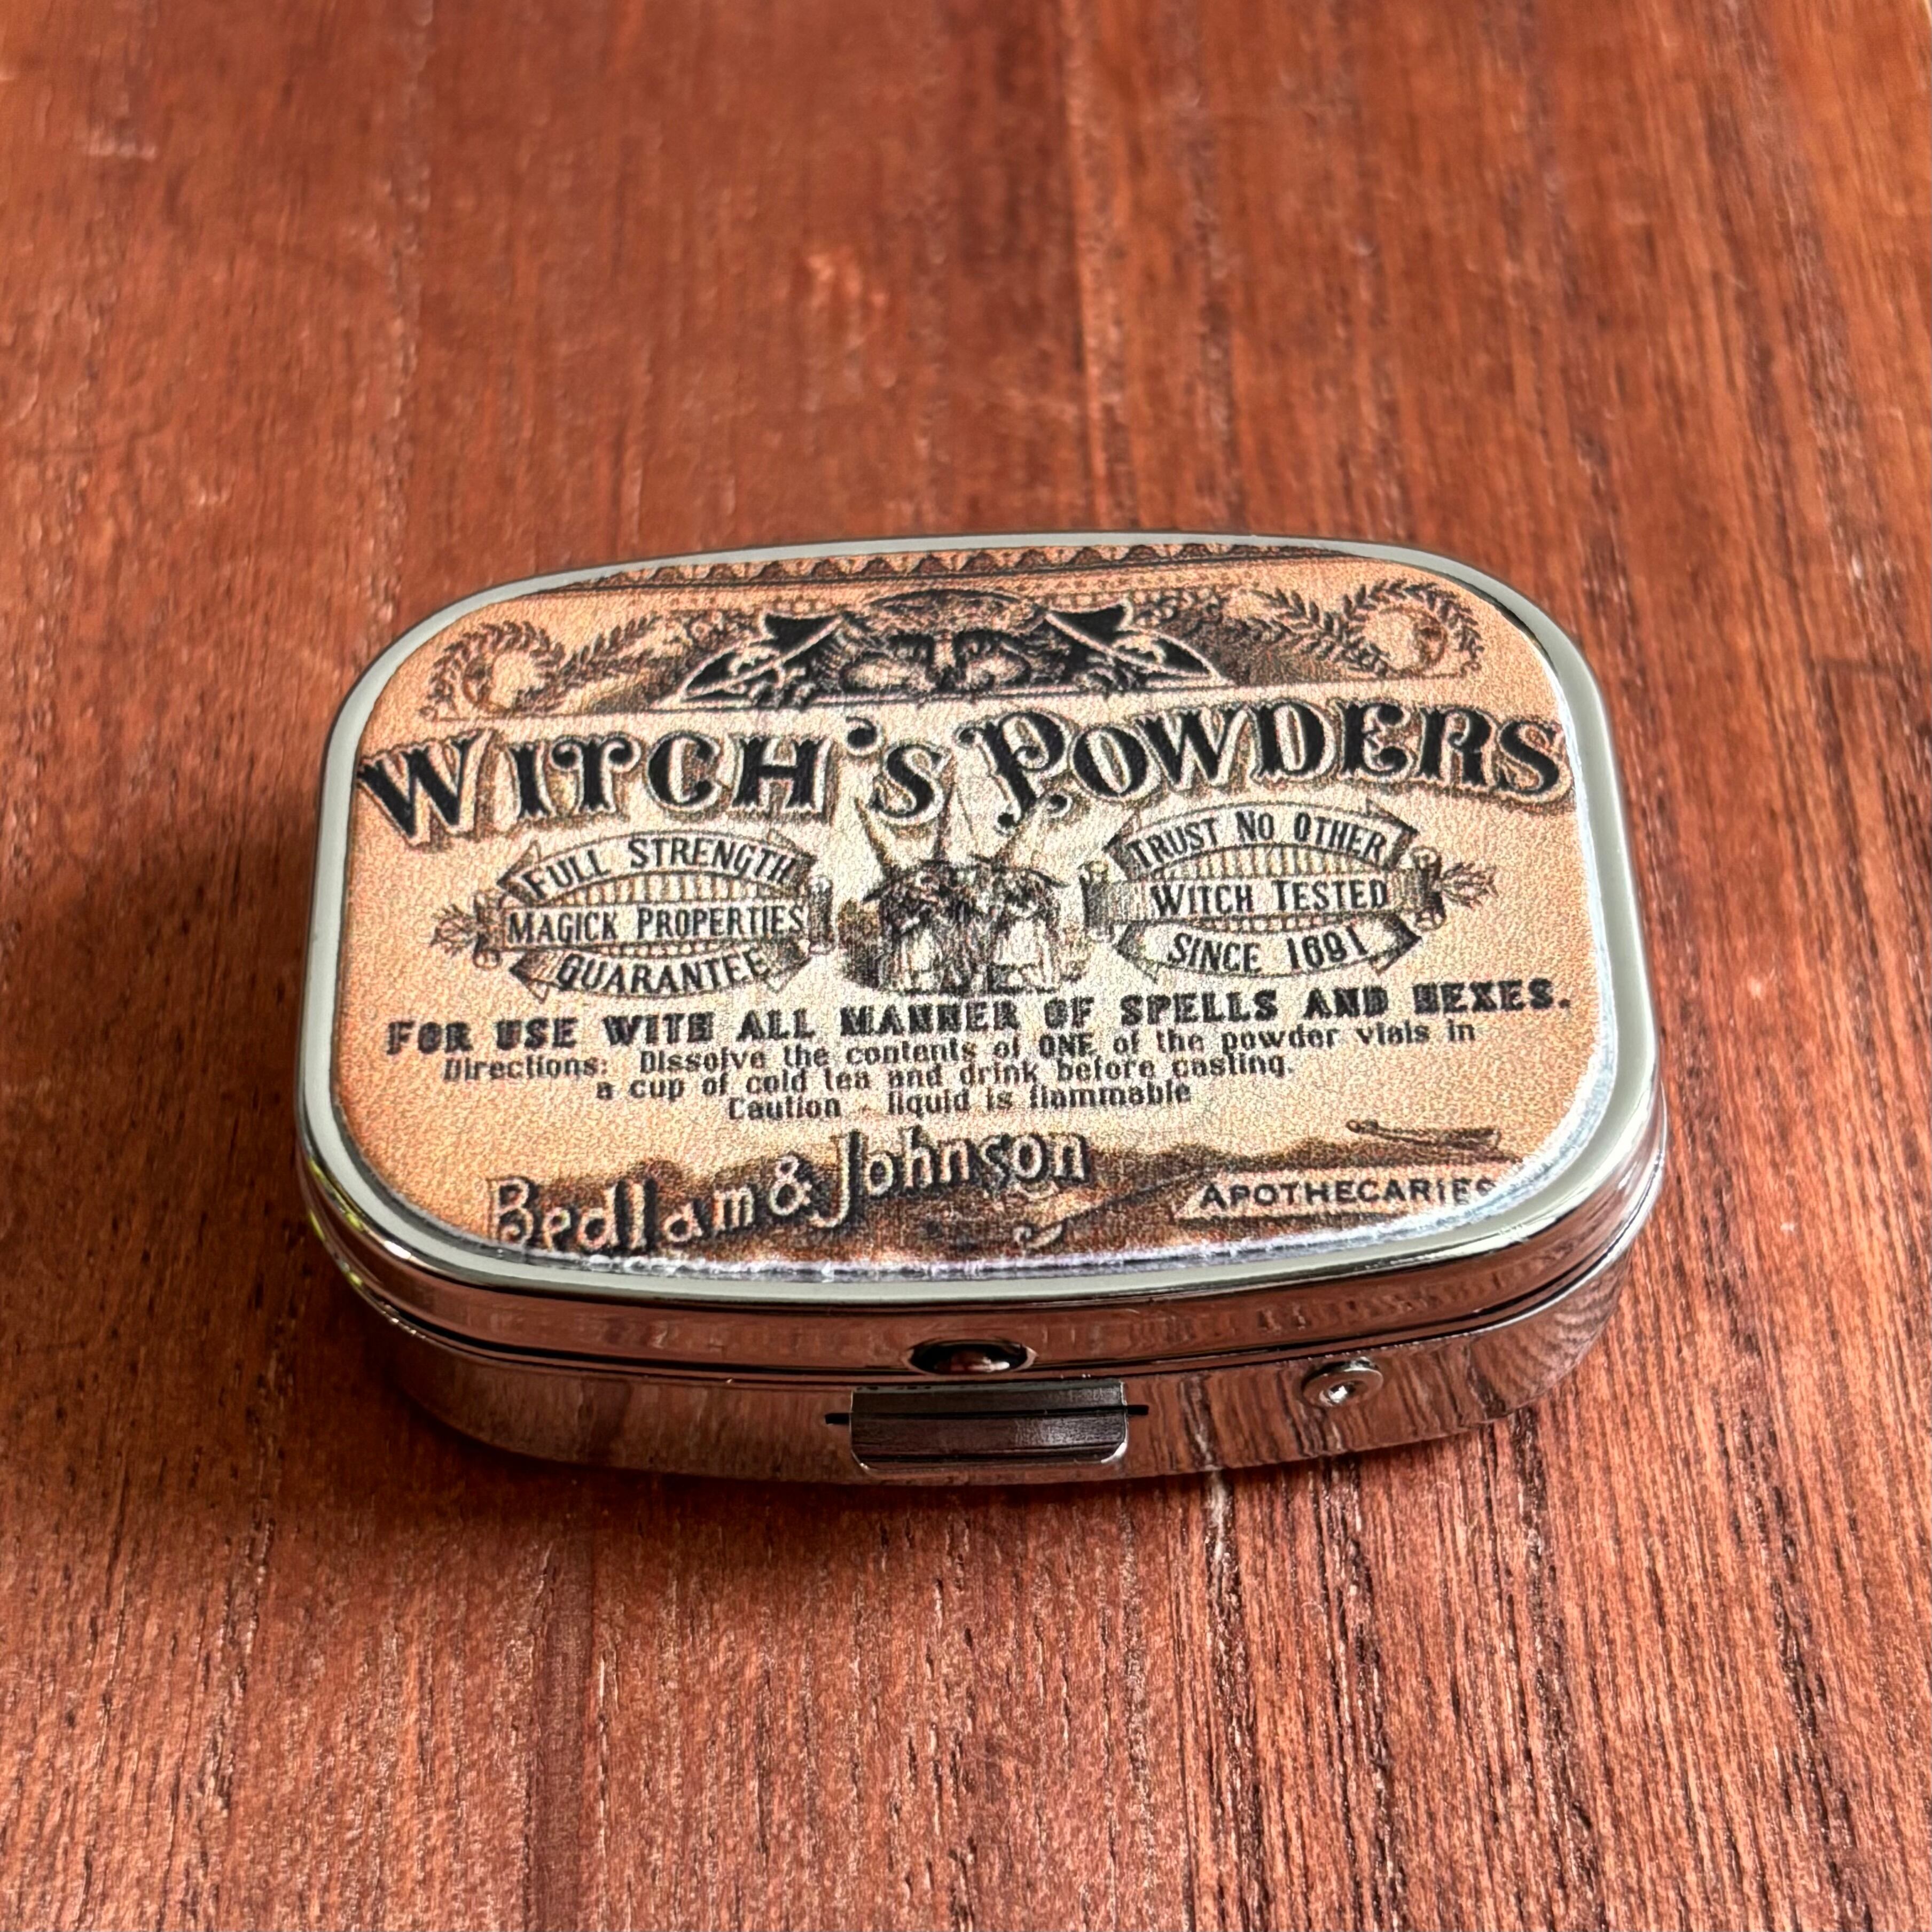 WITCH'S POWDERS
FULL STRENGTH
MAGICK PROPERTIES
GUARANTEE
TRUST NO OTHER
WITCH TESTED
SINCE 1691
FOR USE WITH ALL MANNER OF SPELLS AND HEXES.
Directions: Dissolve the contents of ONE of the powder vials in
a cup of cold tea and drink before casting.
Caution - liquid is flammable
Bedlam & Johnson
APOTHECARIES